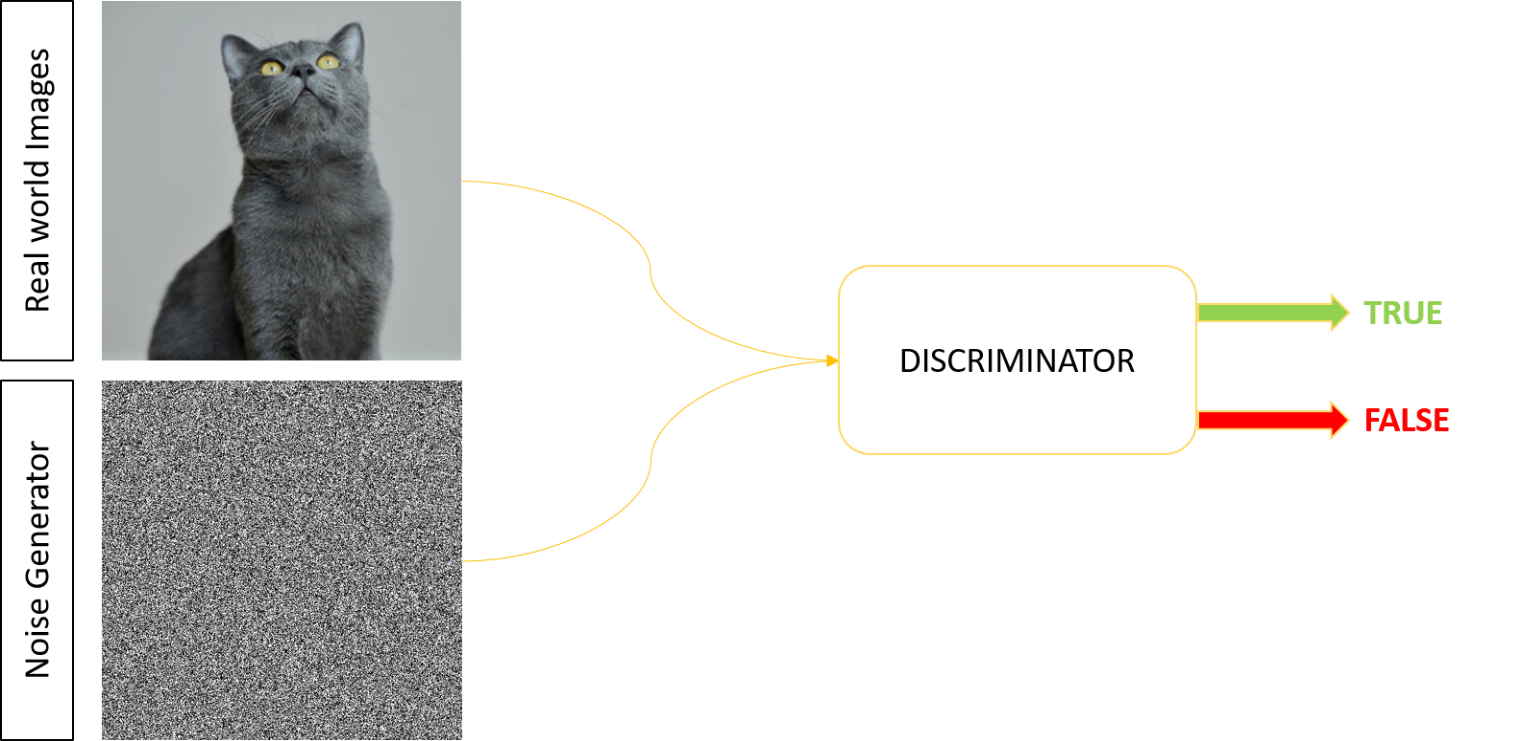 Real world Images
Noise Generator
DISCRIMINATOR
TRUE
FALSE